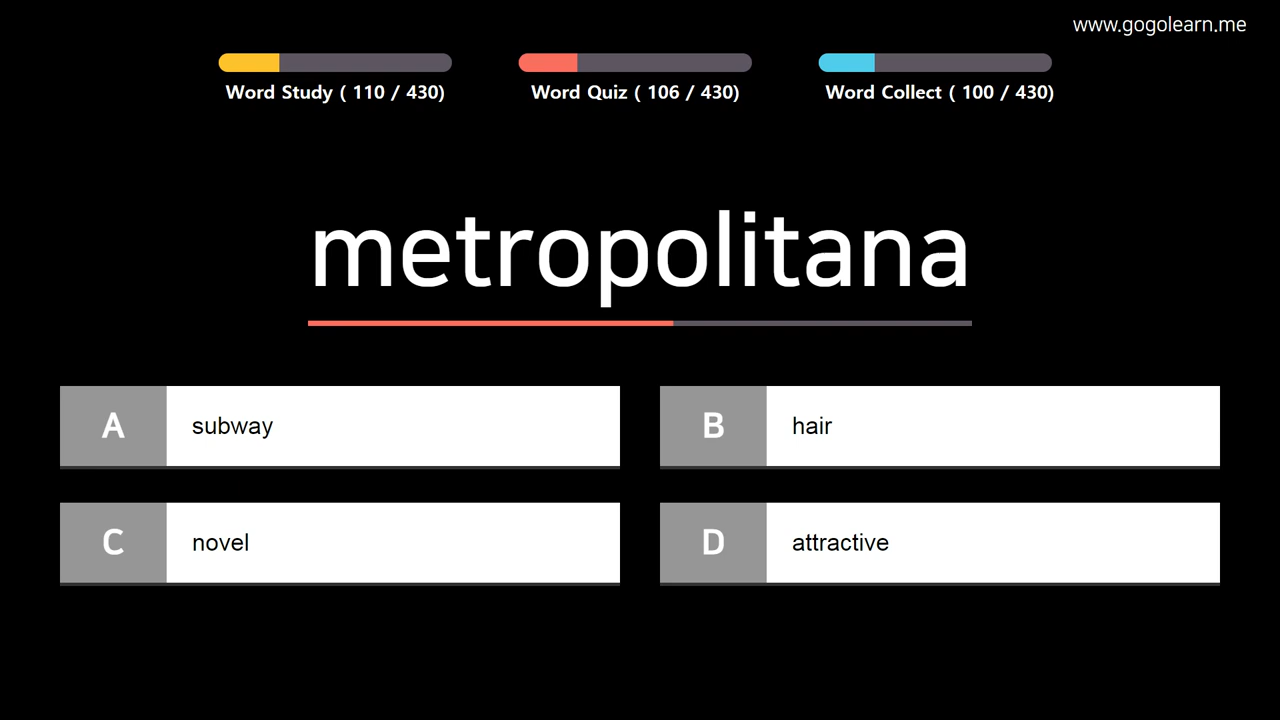 www.gogolearn.me
Word Study ( 110 / 430)
Word Quiz ( 106 / 430)
Word Collect ( 100 / 430)
metropolitana
A subway
B hair
C novel
D attractive